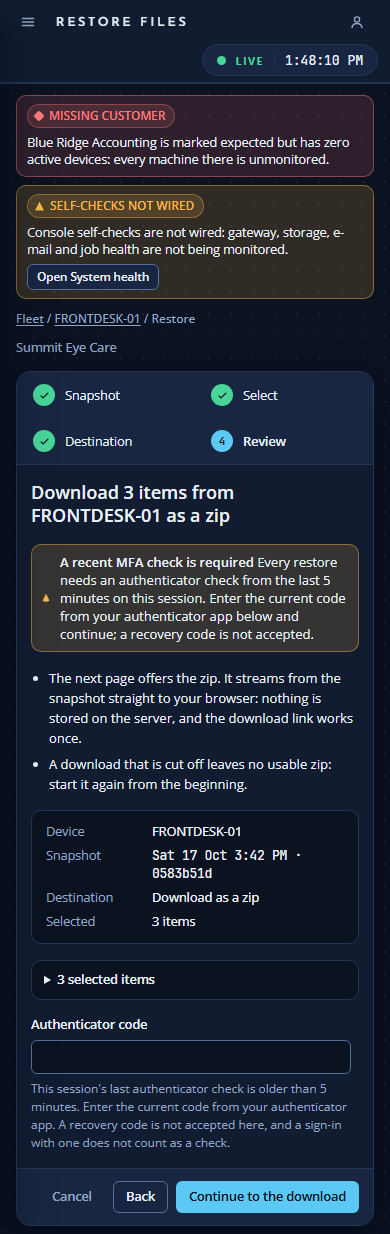 RESTORE FILES
LIVE 1:48:10 PM
MISSING CUSTOMER
Blue Ridge Accounting is marked expected but has zero
active devices: every machine there is unmonitored.
SELF-CHECKS NOT WIRED
Console self-checks are not wired: gateway, storage, e-
mail and job health are not being monitored.
Open System health
Fleet / FRONTDESK-01 / Restore
Summit Eye Care
Snapshot
Select
Destination
4 Review
Download 3 items from
FRONTDESK-01 as a zip
A recent MFA check is required Every restore
needs an authenticator check from the last 5
minutes on this session. Enter the current code
from your authenticator app below and
continue; a recovery code is not accepted.
• The next page offers the zip. It streams from the
snapshot straight to your browser: nothing is
stored on the server, and the download link works
once.
• A download that is cut off leaves no usable zip:
start it again from the beginning.
Device FRONTDESK-01
Snapshot Sat 17 Oct 3:42 PM ·
0583b51d
Destination Download as a zip
Selected 3 items
3 selected items
Authenticator code
This session's last authenticator check is older than 5
minutes. Enter the current code from your authenticator
app. A recovery code is not accepted here, and a sign-in
with one does not count as a check.
Cancel
Back
Continue to the download